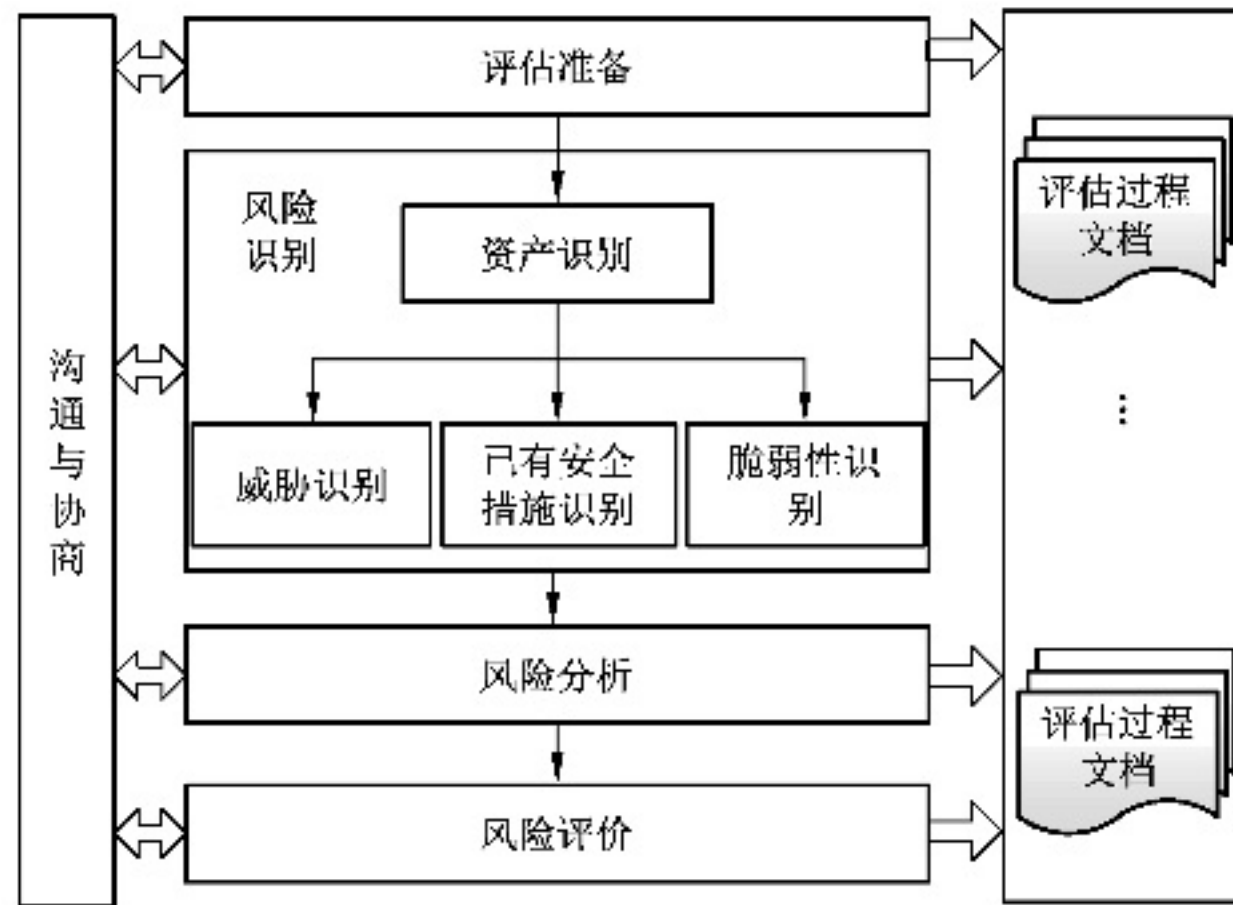 评估准备
风险
识别
资产识别
威胁识别
已有安全
措施识别
脆弱性识
别
风险分析
风险评价
沟
通
与
协
商
评估过程
文档
⋮
评估过程
文档